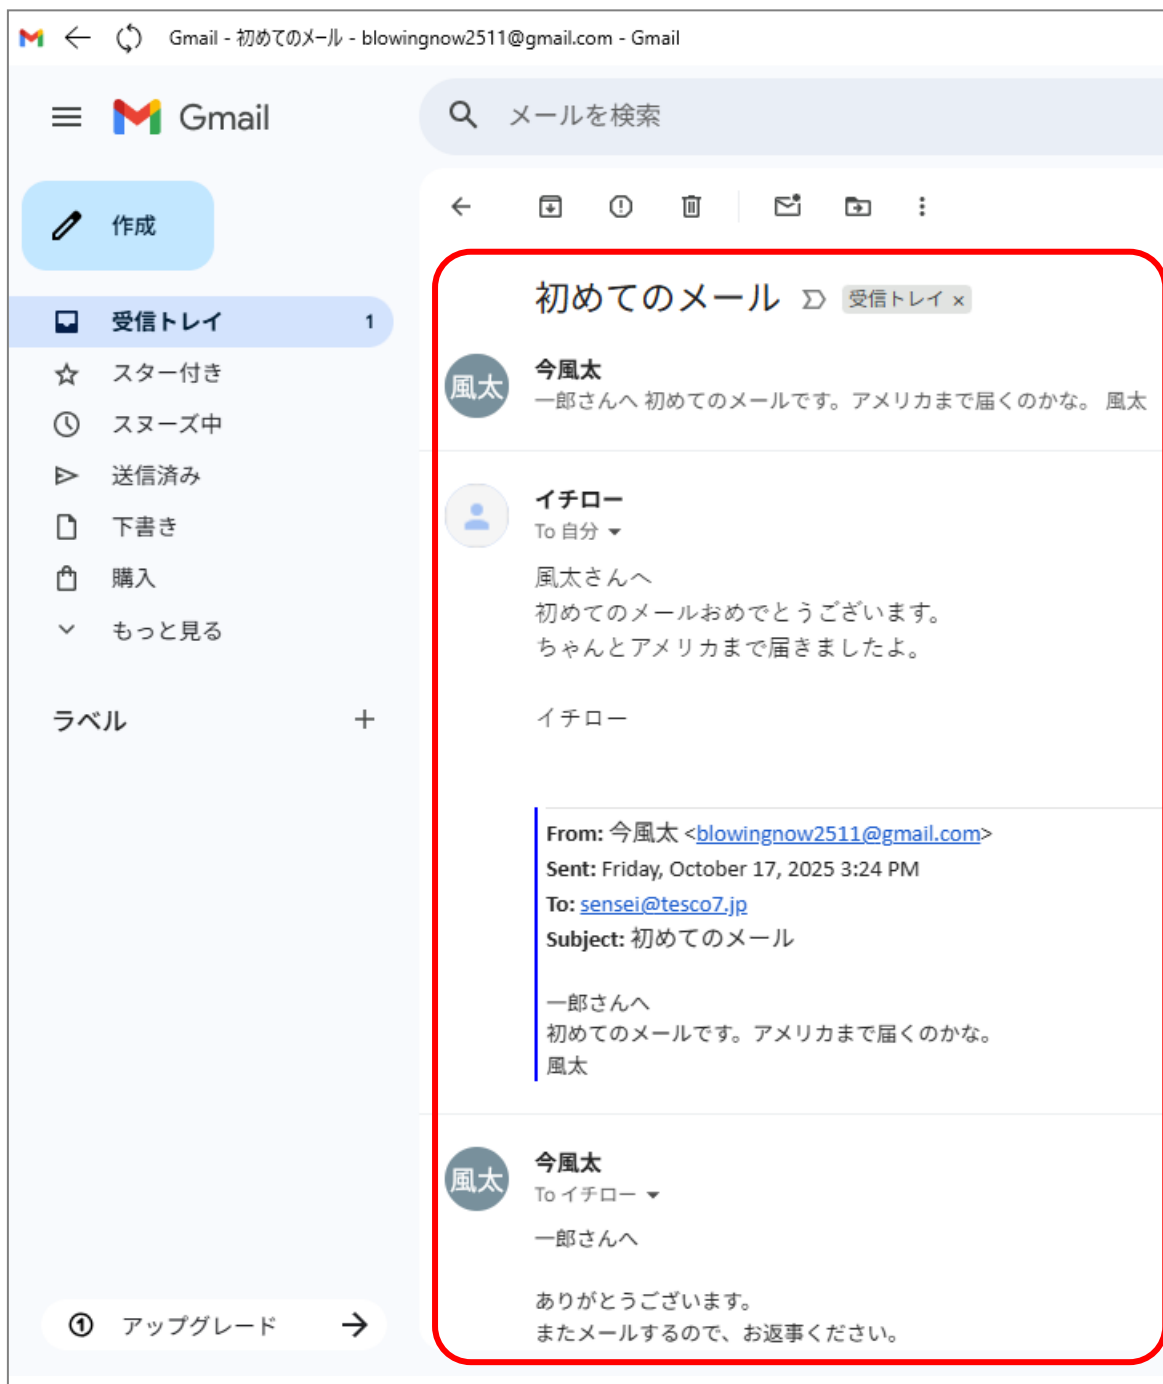 Gmail - 初めてのメール - blowingnow2511@gmail.com - Gmail
Gmail
メールを検索
作成
受信トレイ 1
スター付き
スヌーズ中
送信済み
下書き
購入
もっと見る
ラベル
アップグレード
初めてのメール 受信トレイ ×
風太
今風太
一郎さんへ 初めてのメールです。アメリカまで届くのかな。 風太
イチロー
To 自分
風太さんへ
初めてのメールおめでとうございます。
ちゃんとアメリカまで届きましたよ。
イチロー
From: 今風太 <blowingnow2511@gmail.com>
Sent: Friday, October 17, 2025 3:24 PM
To: sensei@tesco7.jp
Subject: 初めてのメール
一郎さんへ
初めてのメールです。アメリカまで届くのかな。
風太
風太
今風太
To イチロー
一郎さんへ
ありがとうございます。
またメールするので、お返事ください。